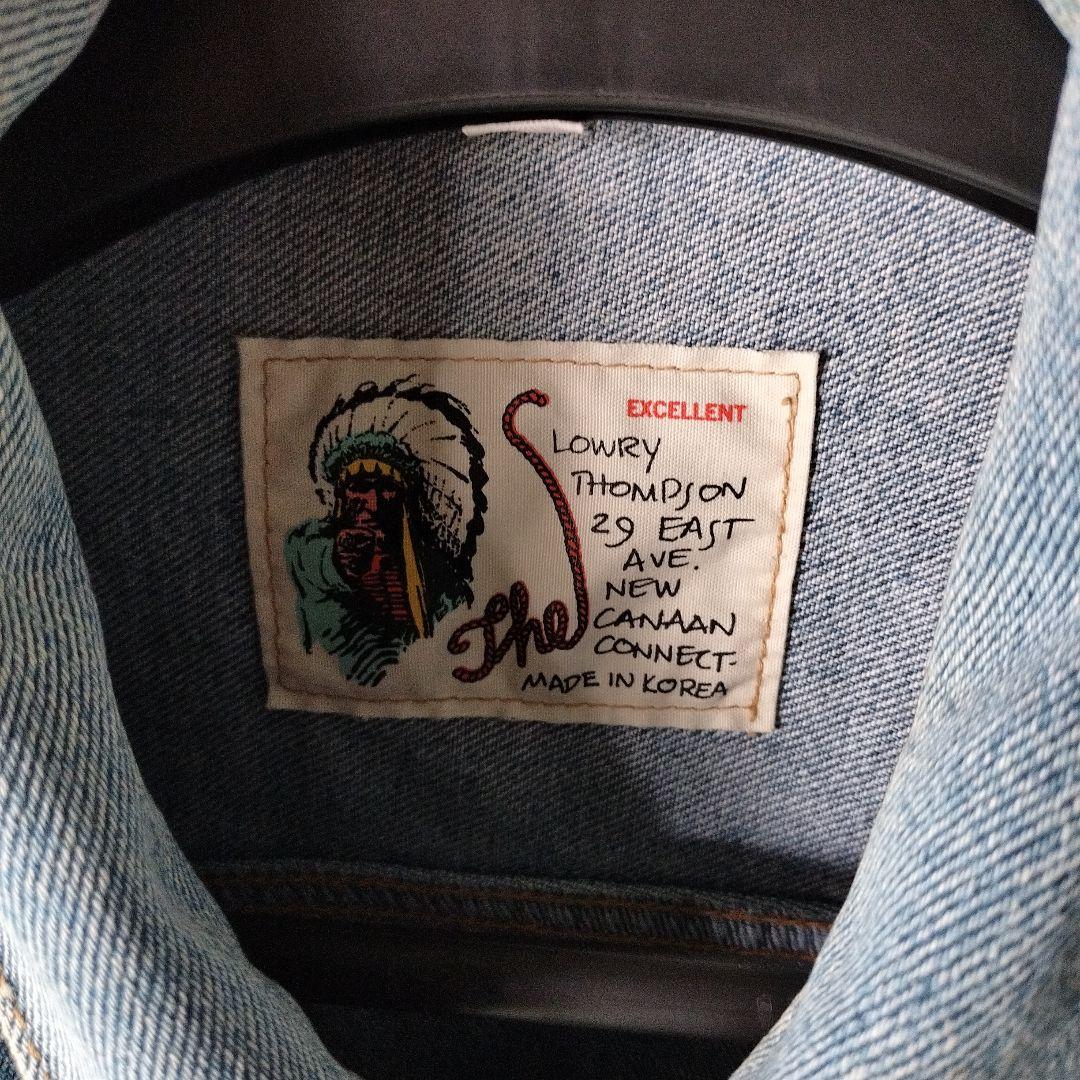 EXCELLENT
LOWRY
THOMPSON
29 EAST
AVE.
NEW
CANAAN
CONNECT-
MADE IN KOREA
The